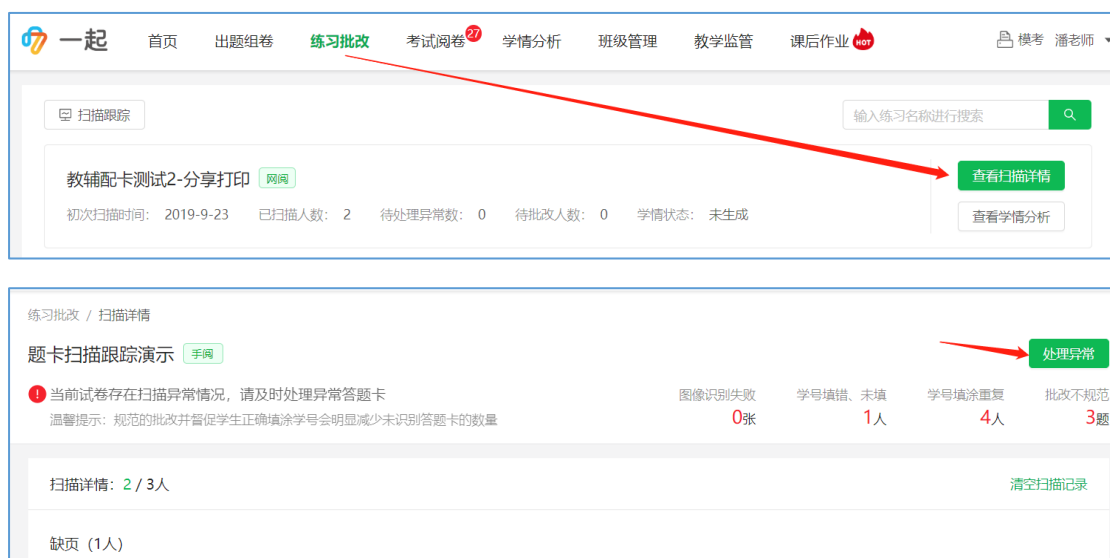 一起 首页 出题组卷 练习批改 考试阅卷 27 学情分析 班级管理 教学监管 课后作业 HOT 模考 潘老师
扫描跟踪 输入练习名称进行搜索
教辅配卡测试2-分享打印 网阅 查看扫描详情
初次扫描时间: 2019-9-23 已扫描人数: 2 待处理异常数: 0 待批改人数: 0 学情状态: 未生成 查看学情分析
练习批改 / 扫描详情
题卡扫描跟踪演示 手阅 处理异常
当前试卷存在扫描异常情况，请及时处理异常答题卡 图像识别失败 学号填错、未填 学号填涂重复 批改不规范
温馨提示: 规范的批改并督促学生正确填涂学号会明显减少未识别答题卡的数量 0张 1人 4人 3题
扫描详情: 2 / 3人 清空扫描记录
缺页 (1人)